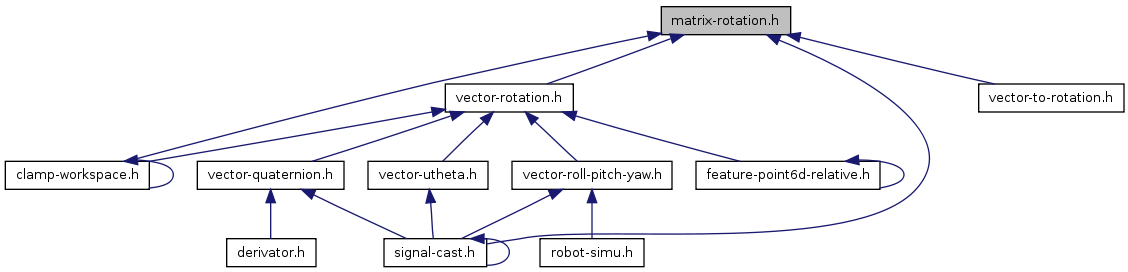 matrix-rotation.h
vector-rotation.h
vector-to-rotation.h
clamp-workspace.h
vector-quaternion.h
vector-utheta.h
vector-roll-pitch-yaw.h
feature-point6d-relative.h
derivator.h
signal-cast.h
robot-simu.h